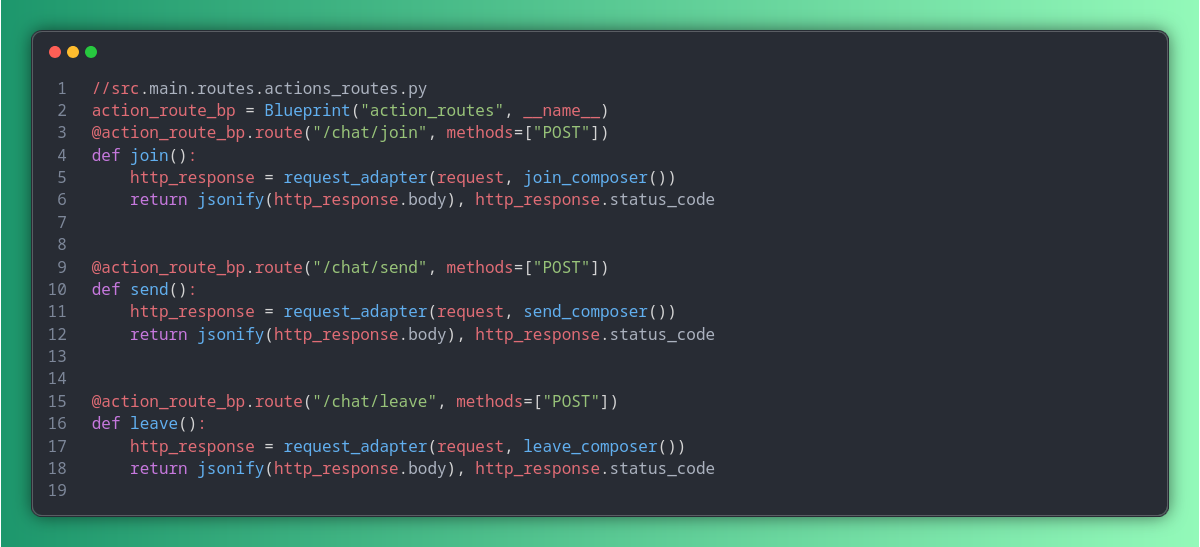 1 //src.main.routes.actions_routes.py
2 action_route_bp = Blueprint("action_routes", __name__)
3 @action_route_bp.route("/chat/join", methods=["POST"])
4 def join():
5     http_response = request_adapter(request, join_composer())
6     return jsonify(http_response.body), http_response.status_code
7
8
9 @action_route_bp.route("/chat/send", methods=["POST"])
10 def send():
11     http_response = request_adapter(request, send_composer())
12     return jsonify(http_response.body), http_response.status_code
13
14
15 @action_route_bp.route("/chat/leave", methods=["POST"])
16 def leave():
17     http_response = request_adapter(request, leave_composer())
18     return jsonify(http_response.body), http_response.status_code
19